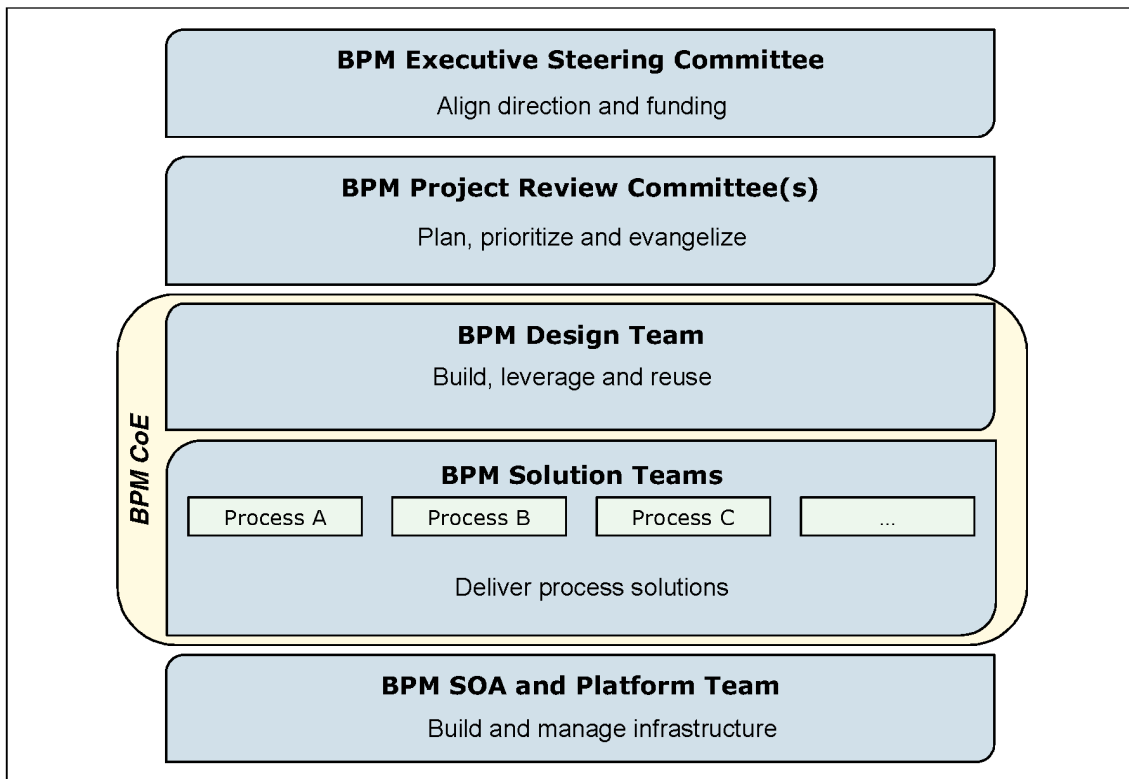 BPM Executive Steering Committee
Align direction and funding
BPM Project Review Committee(s)
Plan, prioritize and evangelize
BPM CoE
BPM Design Team
Build, leverage and reuse
BPM Solution Teams
Process A
Process B
Process C
...
Deliver process solutions
BPM SOA and Platform Team
Build and manage infrastructure